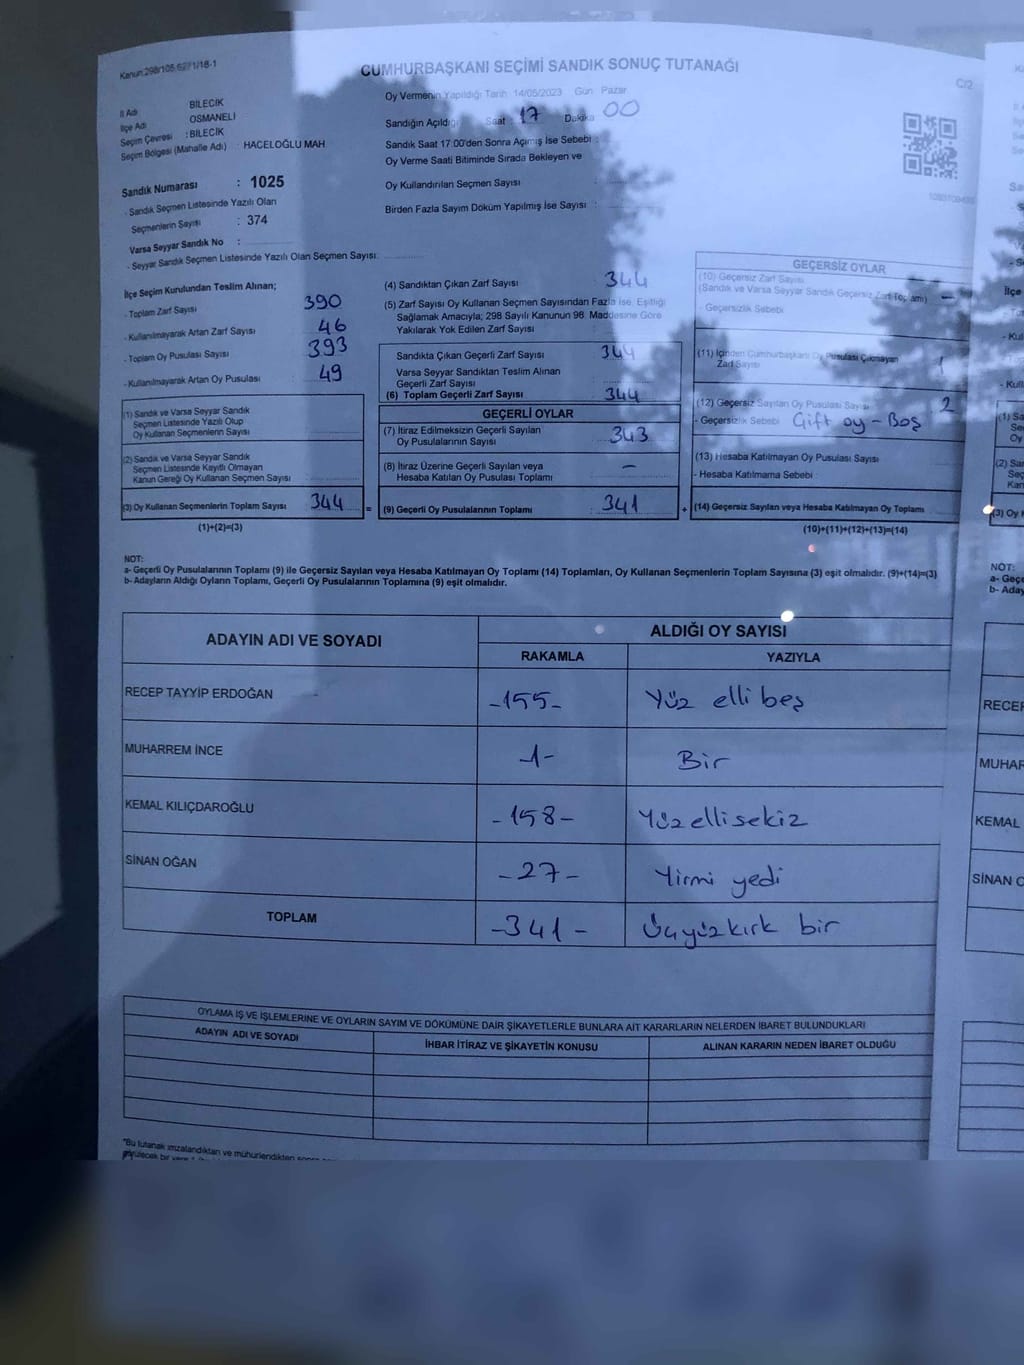 Kanun:298/105,62/1/18-1
CUMHURBAŞKANI SEÇİMİ SANDIK SONUÇ TUTANAĞI
C/2
İl Adı BİLECİK
İlçe Adı OSMANELİ
Seçim Çevresi : BİLECİK
Seçim Bölgesi (Mahalle Adı) : HACELOĞLU MAH
Oy Vermenin Yapıldığı Tarih 14/05/2023 Gün Pazar
Sandığın Açıldığı Saat : 17 Dakika 00
Sandık Saat 17:00'den Sonra Açımış İse Sebebi :
Oy Verme Saati Bitiminde Sırada Bekleyen ve
Oy Kullandırılan Seçmen Sayısı :
Birden Fazla Sayım Döküm Yapılmış İse Sayısı :
Sandık Numarası : 1025
- Sandık Seçmen Listesinde Yazılı Olan
Seçmenlerin Sayısı : 374
Varsa Seyyar Sandık No :
- Seyyar Sandık Seçmen Listesinde Yazılı Olan Seçmen Sayısı:
İlçe Seçim Kurulundan Teslim Alınan;
- Toplam Zarf Sayısı 390
- Kullanılmayarak Artan Zarf Sayısı 46
- Toplam Oy Pusulası Sayısı 393
- Kullanılmayarak Artan Oy Pusulası 49
(1) Sandık ve Varsa Seyyar Sandık
Seçmen Listesinde Yazılı Olup
Oy Kullanan Seçmenlerin Sayısı
(2) Sandık ve Varsa Seyyar Sandık
Seçmen Listesinde Kayıtlı Olmayan
Kanun Gereği Oy Kullanan Seçmen Sayısı
(3) Oy Kullanan Seçmenlerin Toplam Sayısı 344 =
(1)+(2)=(3)
(4) Sandıktan Çıkan Zarf Sayısı 344
(5) Zarf Sayısı Oy Kullanan Seçmen Sayısından Fazla ise, Eşitliği
Sağlamak Amacıyla; 298 Sayılı Kanunun 98. Maddesine Göre
Yakılarak Yok Edilen Zarf Sayısı :
Sandıkta Çıkan Geçerli Zarf Sayısı 344
Varsa Seyyar Sandıktan Teslim Alınan
Geçerli Zarf Sayısı
(6) Toplam Geçerli Zarf Sayısı 344
GEÇERLİ OYLAR
(7) İtiraz Edilmeksizin Geçerli Sayılan
Oy Pusulalarının Sayısı : 343
(8) İtiraz Üzerine Geçerli Sayılan veya
Hesaba Katılan Oy Pusulası Toplamı : –
(9) Geçerli Oy Pusulalarının Toplamı : 341 +
GEÇERSİZ OYLAR
(10) Geçersiz Zarf Sayısı
(Sandık ve Varsa Seyyar Sandık Geçersiz Zarf Toplamı) –
- Geçersizlik Sebebi :
(11) İçinden Cumhurbaşkanı Oy Pusulası Çıkmayan
Zarf Sayısı 1
(12) Geçersiz Sayılan Oy Pusulası Sayısı 2
- Geçersizlik Sebebi Çift oy - Boş
(13) Hesaba Katılmayan Oy Pusulası Sayısı
- Hesaba Katılmama Sebebi :
(14) Geçersiz Sayılan veya Hesaba Katılmayan Oy Toplamı
(10)+(11)+(12)+(13)=(14)
NOT:
a- Geçerli Oy Pusulalarının Toplamı (9) ile Geçersiz Sayılan veya Hesaba Katılmayan Oy Toplamı (14) Toplamları, Oy Kullanan Seçmenlerin Toplam Sayısına (3) eşit olmalıdır. (9)+(14)=(3)
b- Adayların Aldığı Oyların Toplamı, Geçerli Oy Pusulalarının Toplamına (9) eşit olmalıdır.
ADAYIN ADI VE SOYADI ALDIĞI OY SAYISI
RAKAMLA YAZIYLA
RECEP TAYYİP ERDOĞAN -155- Yüz elli beş
MUHARREM İNCE -1- Bir
KEMAL KILIÇDAROĞLU -158- Yüzellisekiz
SİNAN OĞAN -27- Yirmi yedi
TOPLAM -341- Üçyüzkırk bir
OYLAMA İŞ VE İŞLEMLERİNE VE OYLARIN SAYIM VE DÖKÜMÜNE DAİR ŞİKAYETLERLE BUNLARA AİT KARARLARIN NELERDEN İBARET BULUNDUKLARI
ADAYIN ADI VE SOYADI İHBAR İTİRAZ VE ŞİKAYETİN KONUSU ALINAN KARARIN NEDEN İBARET OLDUĞU
*Bu tutanak imzalandıktan ve mühürlendikten sonra
NOT:
RECEP
MUHAR
KEMAL
SİNAN